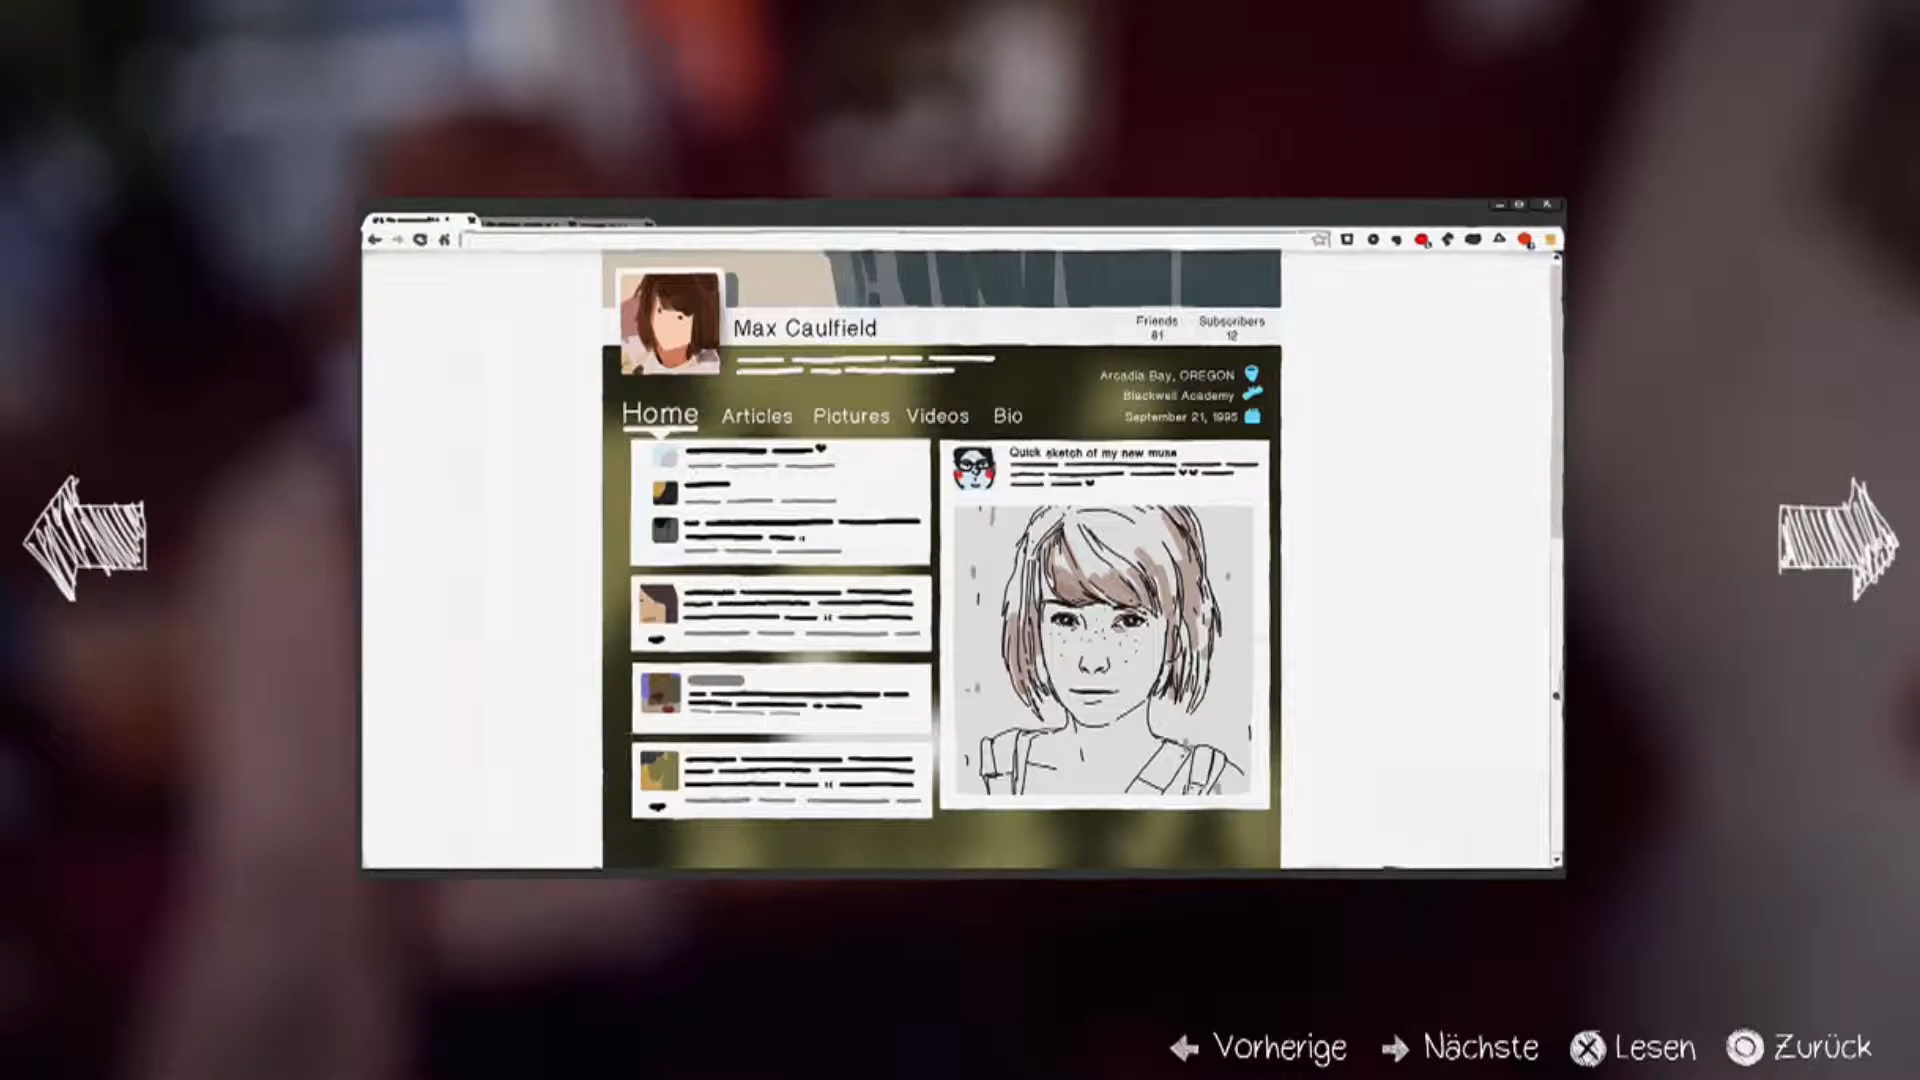 Max Caulfield
Friends
81
Subscribers
12
Arcadia Bay, OREGON
Blackwell Academy
September 21, 1995
Home Articles Pictures Videos Bio
Quick sketch of my new muse
Vorherige Nächste Lesen Zurück